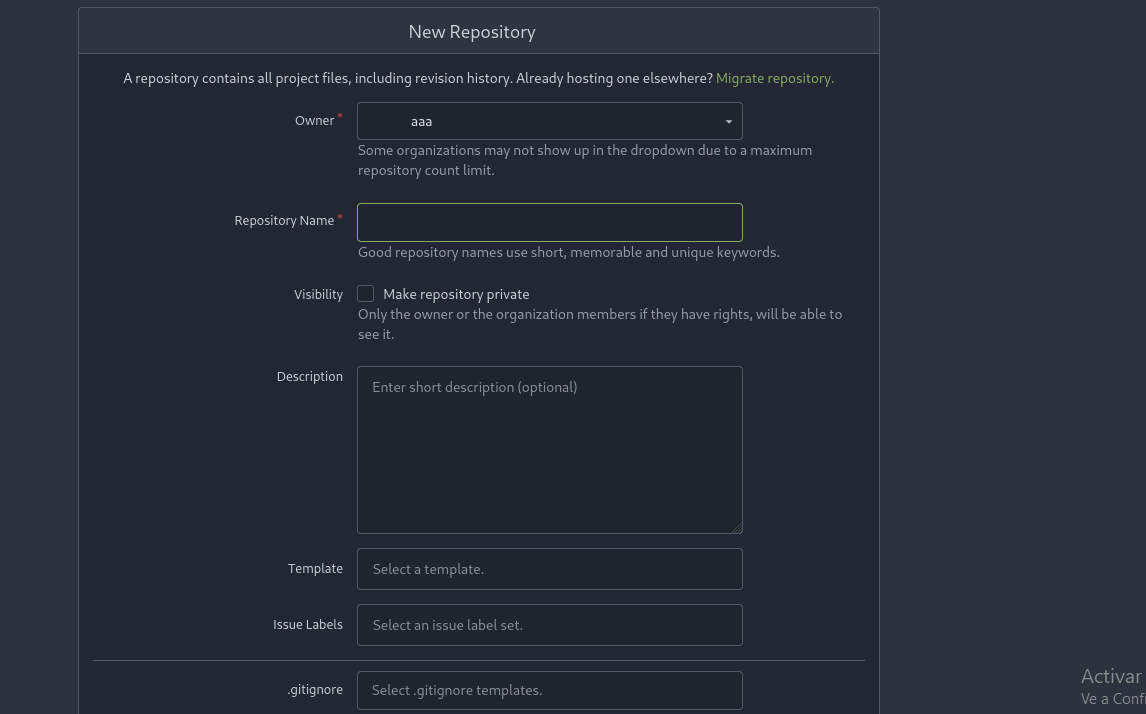 New Repository
A repository contains all project files, including revision history. Already hosting one elsewhere? Migrate repository.
Owner *
aaa
Some organizations may not show up in the dropdown due to a maximum
repository count limit.
Repository Name *
Good repository names use short, memorable and unique keywords.
Visibility
Make repository private
Only the owner or the organization members if they have rights, will be able to
see it.
Description
Enter short description (optional)
Template
Select a template.
Issue Labels
Select an issue label set.
.gitignore
Select .gitignore templates.
Activar
Ve a Confi